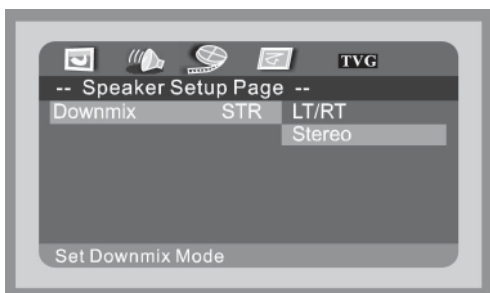 TVG
-- Speaker Setup Page --
Downmix STR LT/RT
Stereo
Set Downmix Mode